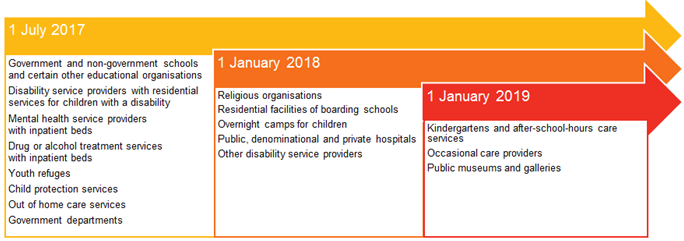 1 July 2017
Government and non-government schools
and certain other educational organisations
Disability service providers with residential
services for children with a disability
Mental health service providers
with inpatient beds
Drug or alcohol treatment services
with inpatient beds
Youth refuges
Child protection services
Out of home care services
Government departments
1 January 2018
Religious organisations
Residential facilities of boarding schools
Overnight camps for children
Public, denominational and private hospitals
Other disability service providers
1 January 2019
Kindergartens and after-school-hours care
services
Occasional care providers
Public museums and galleries